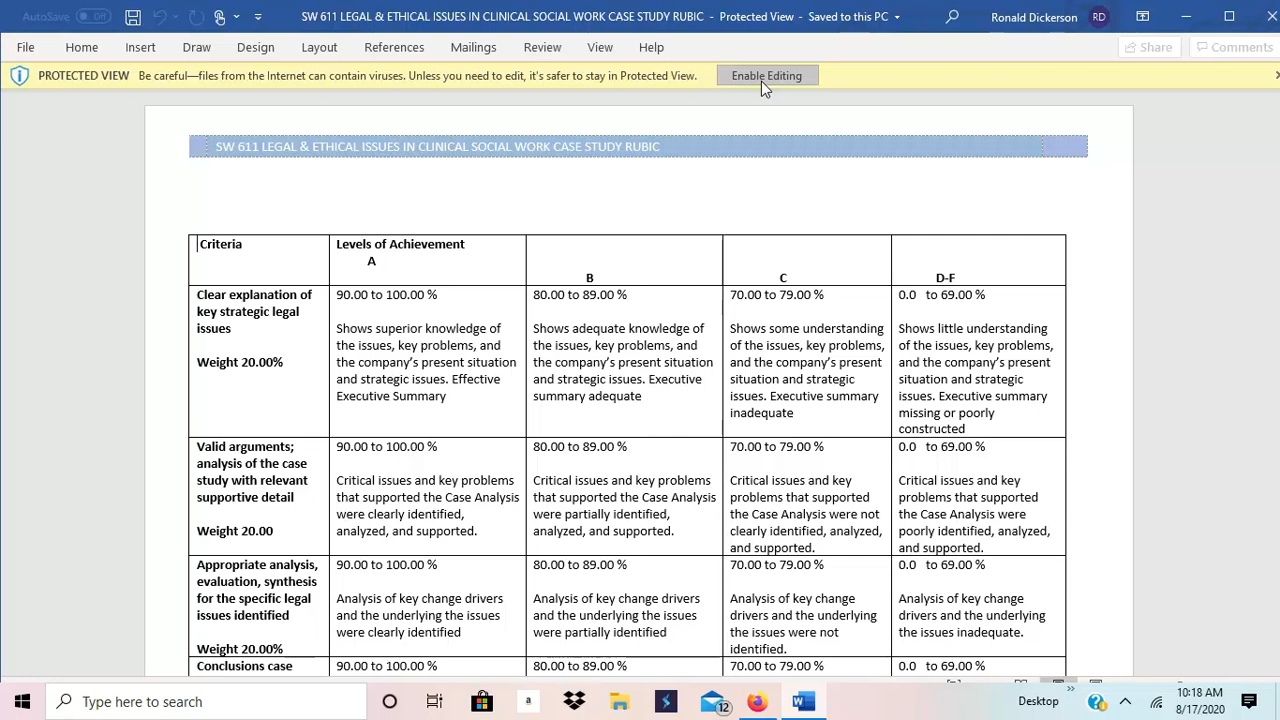 AutoSave Off SW 611 LEGAL & ETHICAL ISSUES IN CLINICAL SOCIAL WORK CASE STUDY RUBIC - Protected View - Saved to this PC Ronald Dickerson RD
File Home Insert Draw Design Layout References Mailings Review View Help Share Comments
PROTECTED VIEW Be careful—files from the Internet can contain viruses. Unless you need to edit, it's safer to stay in Protected View. Enable Editing
SW 611 LEGAL & ETHICAL ISSUES IN CLINICAL SOCIAL WORK CASE STUDY RUBIC
Criteria
Levels of Achievement
A
B
C
D-F
Clear explanation of
key strategic legal
issues
Weight 20.00%
90.00 to 100.00 %
Shows superior knowledge of
the issues, key problems, and
the company's present situation
and strategic issues. Effective
Executive Summary
80.00 to 89.00 %
Shows adequate knowledge of
the issues, key problems, and
the company's present situation
and strategic issues. Executive
summary adequate
70.00 to 79.00 %
Shows some understanding
of the issues, key problems,
and the company's present
situation and strategic
issues. Executive summary
inadequate
0.0 to 69.00 %
Shows little understanding
of the issues, key problems,
and the company's present
situation and strategic
issues. Executive summary
missing or poorly
constructed
Valid arguments;
analysis of the case
study with relevant
supportive detail
Weight 20.00
90.00 to 100.00 %
Critical issues and key problems
that supported the Case Analysis
were clearly identified,
analyzed, and supported.
80.00 to 89.00 %
Critical issues and key problems
that supported the Case Analysis
were partially identified,
analyzed, and supported.
70.00 to 79.00 %
Critical issues and key
problems that supported
the Case Analysis were not
clearly identified, analyzed,
and supported.
0.0 to 69.00 %
Critical issues and key
problems that supported
the Case Analysis were
poorly identified, analyzed,
and supported.
Appropriate analysis,
evaluation, synthesis
for the specific legal
issues identified
Weight 20.00%
90.00 to 100.00 %
Analysis of key change drivers
and the underlying the issues
were clearly identified
80.00 to 89.00 %
Analysis of key change drivers
and the underlying the issues
were partially identified
70.00 to 79.00 %
Analysis of key change
drivers and the underlying
the issues were not
identified.
0.0 to 69.00 %
Analysis of key change
drivers and the underlying
the issues inadequate.
Conclusions case
90.00 to 100.00 %
80.00 to 89.00 %
70.00 to 79.00 %
0.0 to 69.00 %
Type here to search
a
12
Desktop
10:18 AM
8/17/2020